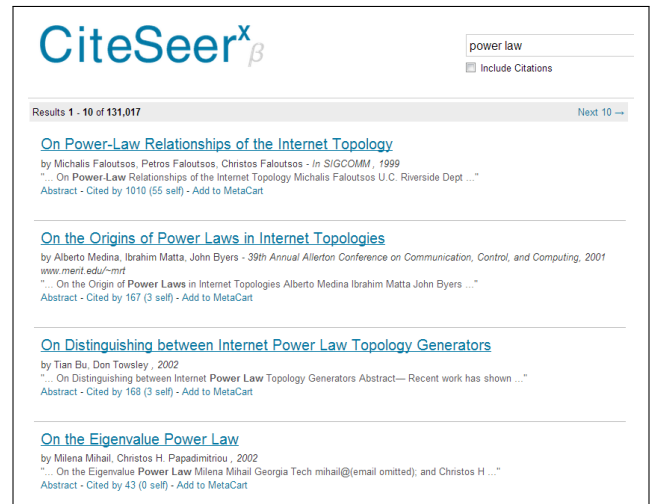 CiteSeerxβ
power law
Include Citations
Results 1 - 10 of 131,017
Next 10 →
On Power-Law Relationships of the Internet Topology
by Michalis Faloutsos, Petros Faloutsos, Christos Faloutsos - In SIGCOMM , 1999
"... On Power-Law Relationships of the Internet Topology Michalis Faloutsos U.C. Riverside Dept ..."
Abstract - Cited by 1010 (55 self) - Add to MetaCart
On the Origins of Power Laws in Internet Topologies
by Alberto Medina, Ibrahim Matta, John Byers - 39th Annual Allerton Conference on Communication, Control, and Computing, 2001
www.merit.edu/~mrt
"... On the Origin of Power Laws in Internet Topologies Alberto Medina Ibrahim Matta John Byers ..."
Abstract - Cited by 167 (3 self) - Add to MetaCart
On Distinguishing between Internet Power Law Topology Generators
by Tian Bu, Don Towsley , 2002
"... On Distinguishing between Internet Power Law Topology Generators Abstract— Recent work has shown ..."
Abstract - Cited by 168 (3 self) - Add to MetaCart
On the Eigenvalue Power Law
by Milena Mihail, Christos H. Papadimitriou , 2002
"... On the Eigenvalue Power Law Milena Mihail Georgia Tech mihail@(email omitted); and Christos H ..."
Abstract - Cited by 43 (0 self) - Add to MetaCart